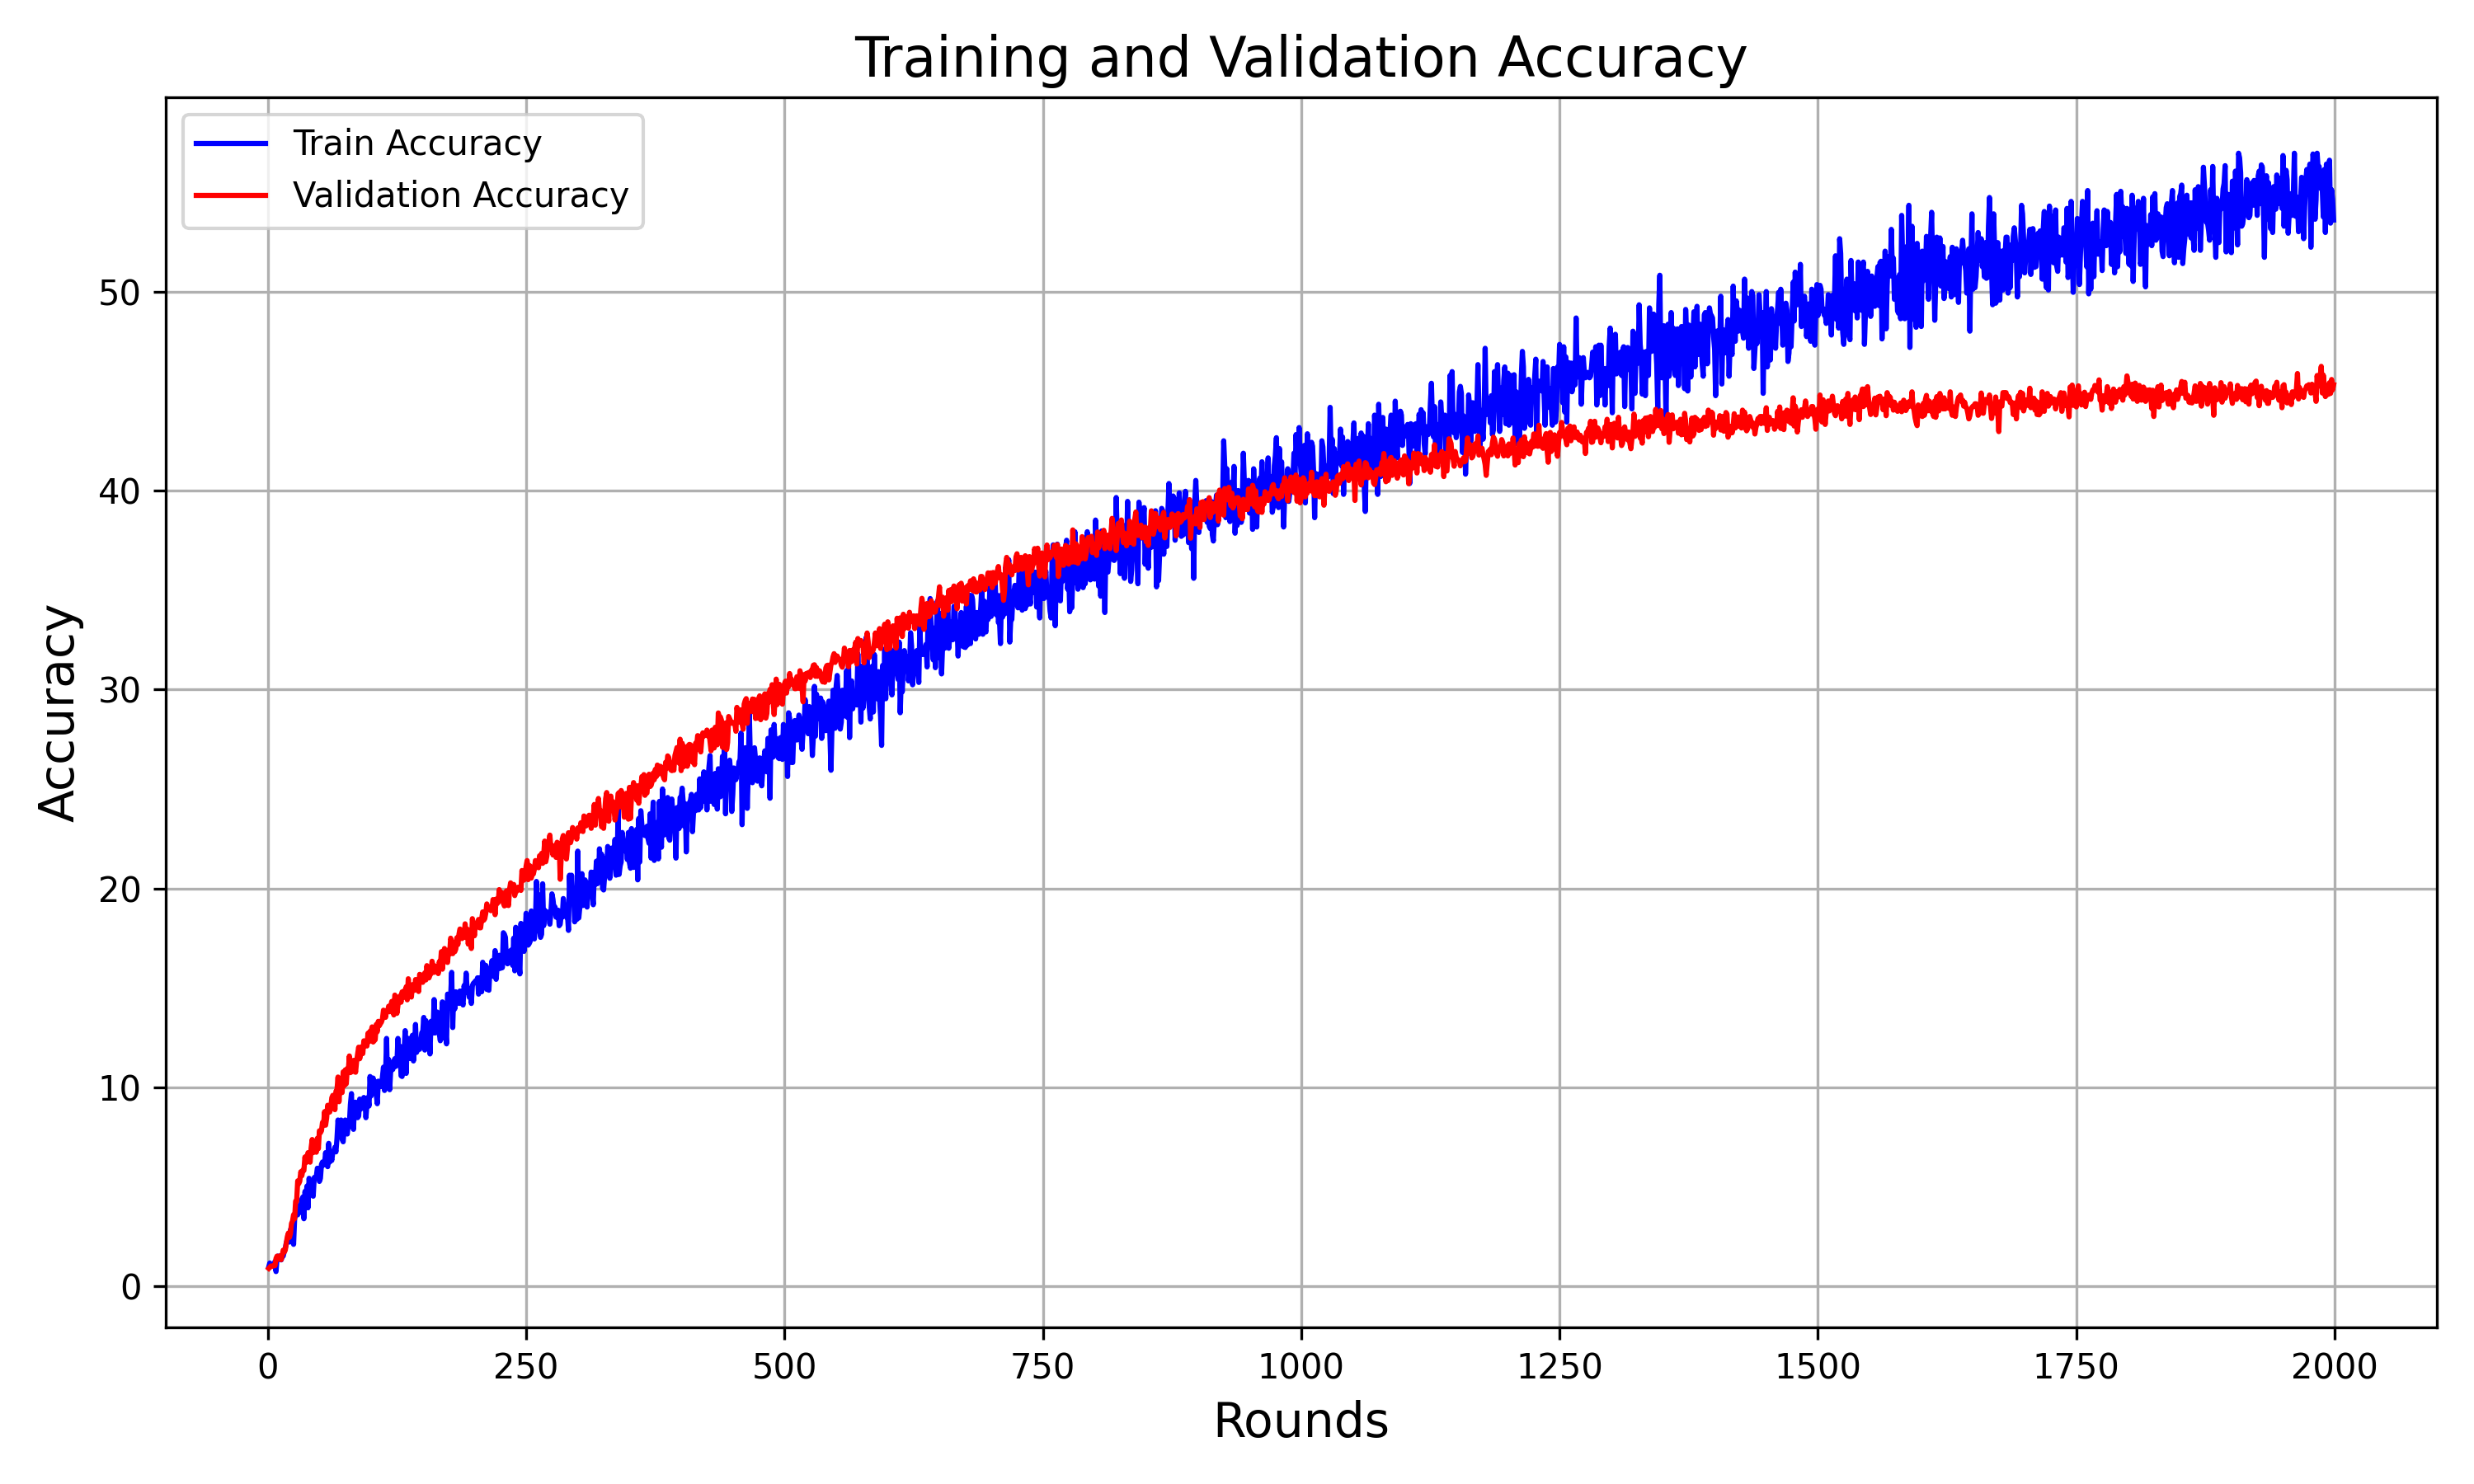 Training and Validation Accuracy
Train Accuracy
Validation Accuracy
50
40
30
20
10
0
Accuracy
0 250 500 750 1000 1250 1500 1750 2000
Rounds